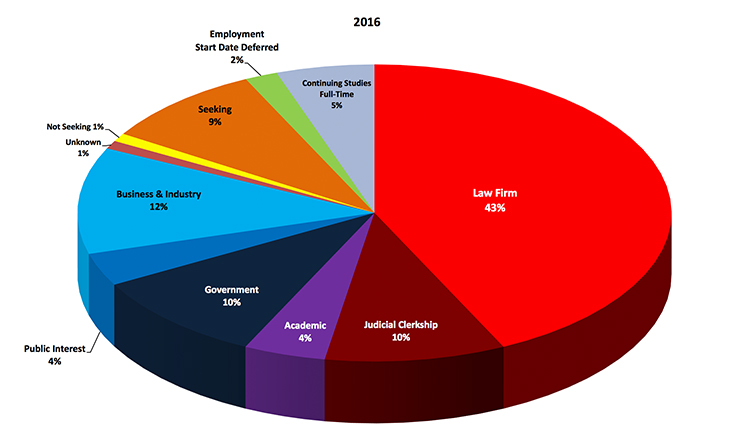 2016
Employment
Start Date Deferred
2%
Continuing Studies
Full-Time
5%
Seeking
9%
Not Seeking 1%
Unknown
1%
Business & Industry
12%
Law Firm
43%
Government
10%
Academic
4%
Judicial Clerkship
10%
Public Interest
4%